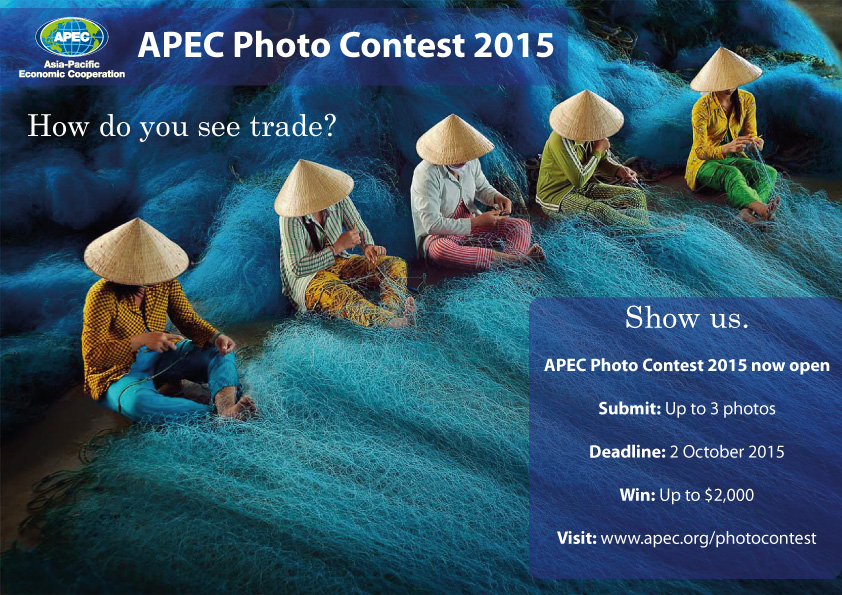 APEC
Asia-Pacific
Economic Cooperation
APEC Photo Contest 2015
How do you see trade?
Show us.
APEC Photo Contest 2015 now open
Submit: Up to 3 photos
Deadline: 2 October 2015
Win: Up to $2,000
Visit: www.apec.org/photocontest